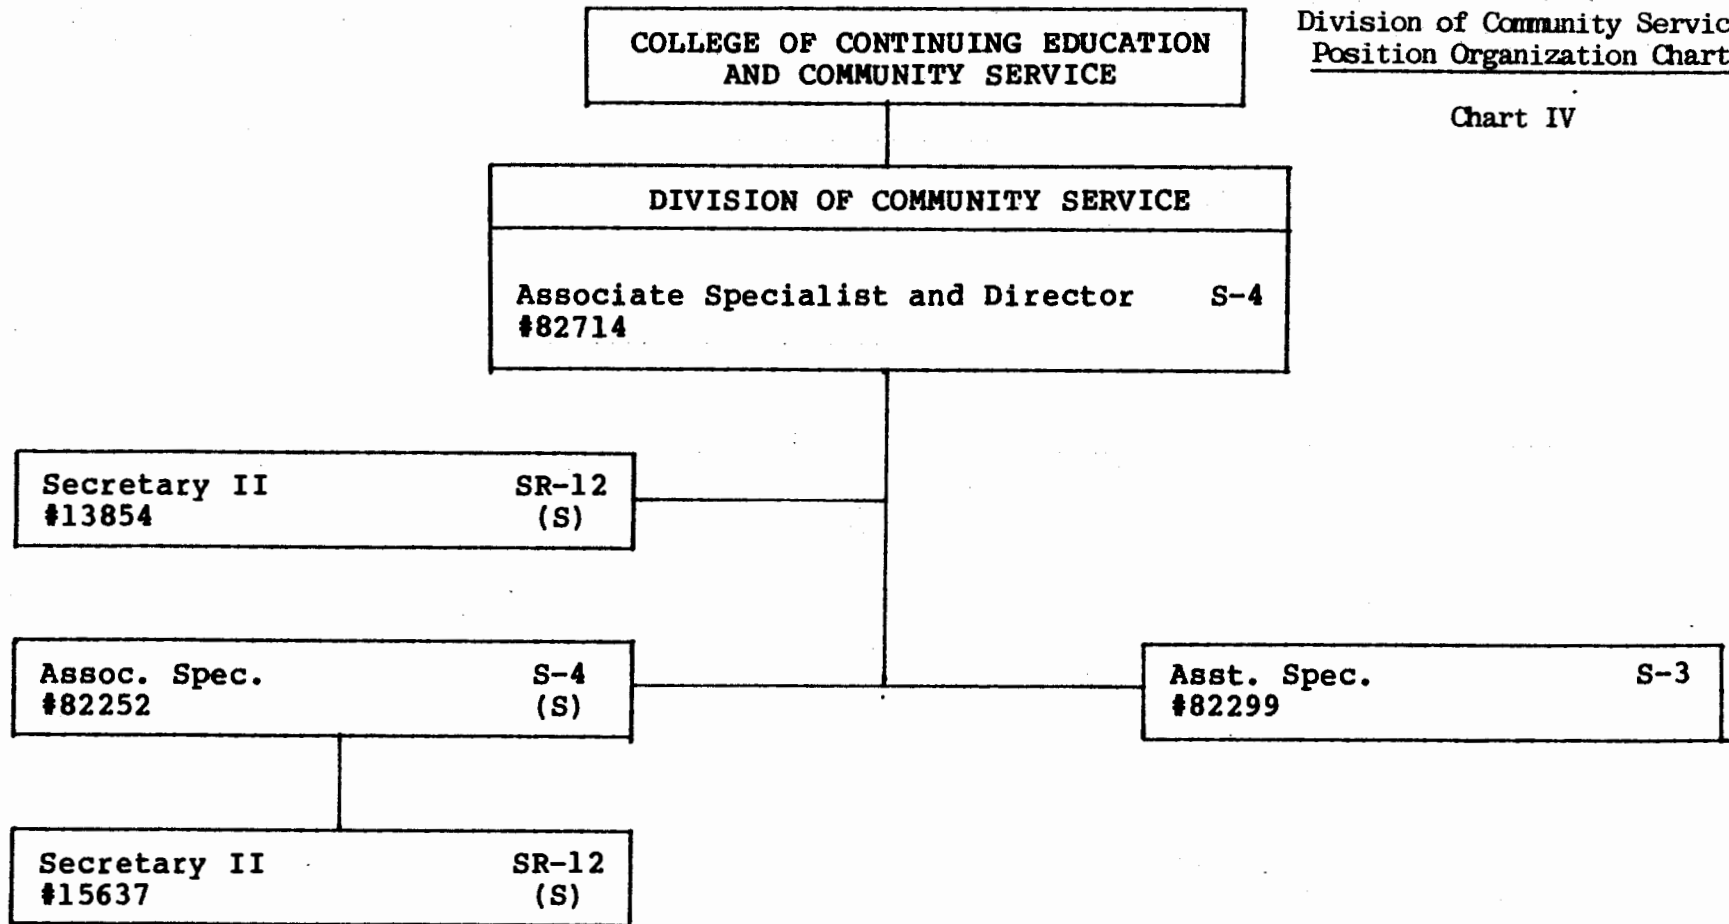 Division of Community Servic
Position Organization Chart
Chart IV
COLLEGE OF CONTINUING EDUCATION
AND COMMUNITY SERVICE
DIVISION OF COMMUNITY SERVICE
Associate Specialist and Director S-4
#82714
Secretary II SR-12
#13854 (S)
Assoc. Spec. S-4
#82252 (S)
Asst. Spec. S-3
#82299
Secretary II SR-12
#15637 (S)